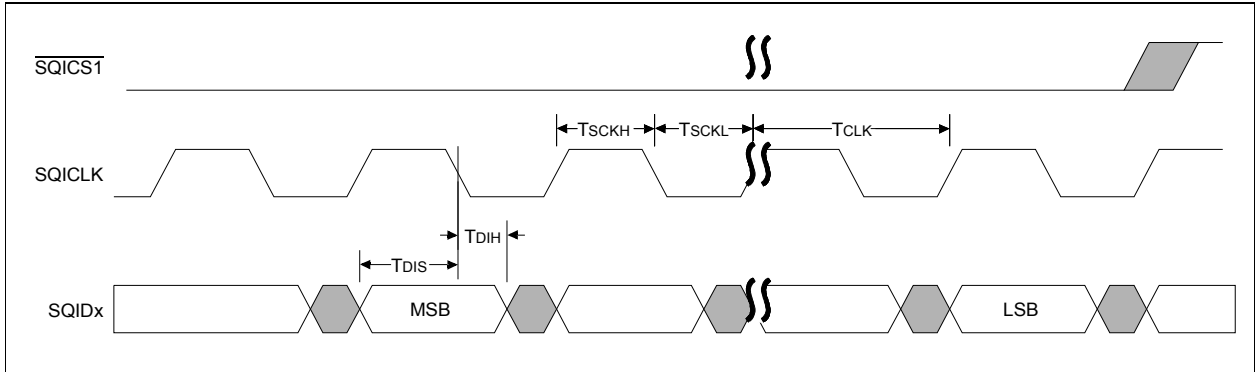 SQICS1
TSCKH TSCKL TCLK
SQICLK
TDIH
TDIS
SQIDx MSB LSB